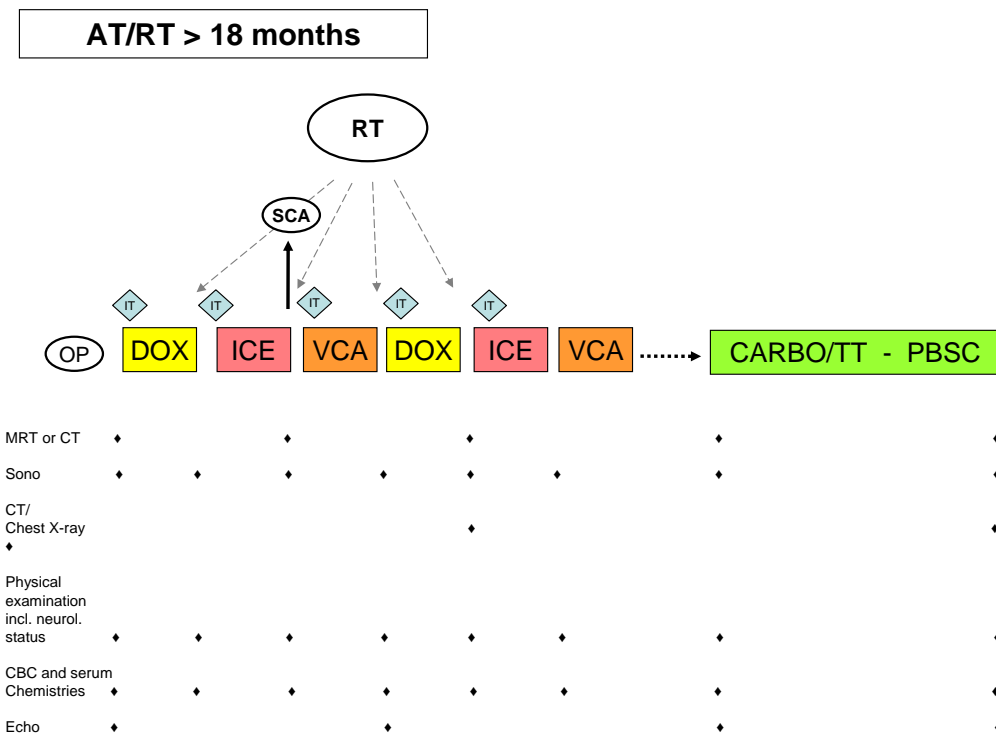 AT/RT > 18 months
RT
SCA
IT IT IT IT IT
OP DOX ICE VCA DOX ICE VCA CARBO/TT - PBSC
MRT or CT
Sono
CT/
Chest X-ray
Physical
examination
incl. neurol.
status
CBC and serum
Chemistries
Echo